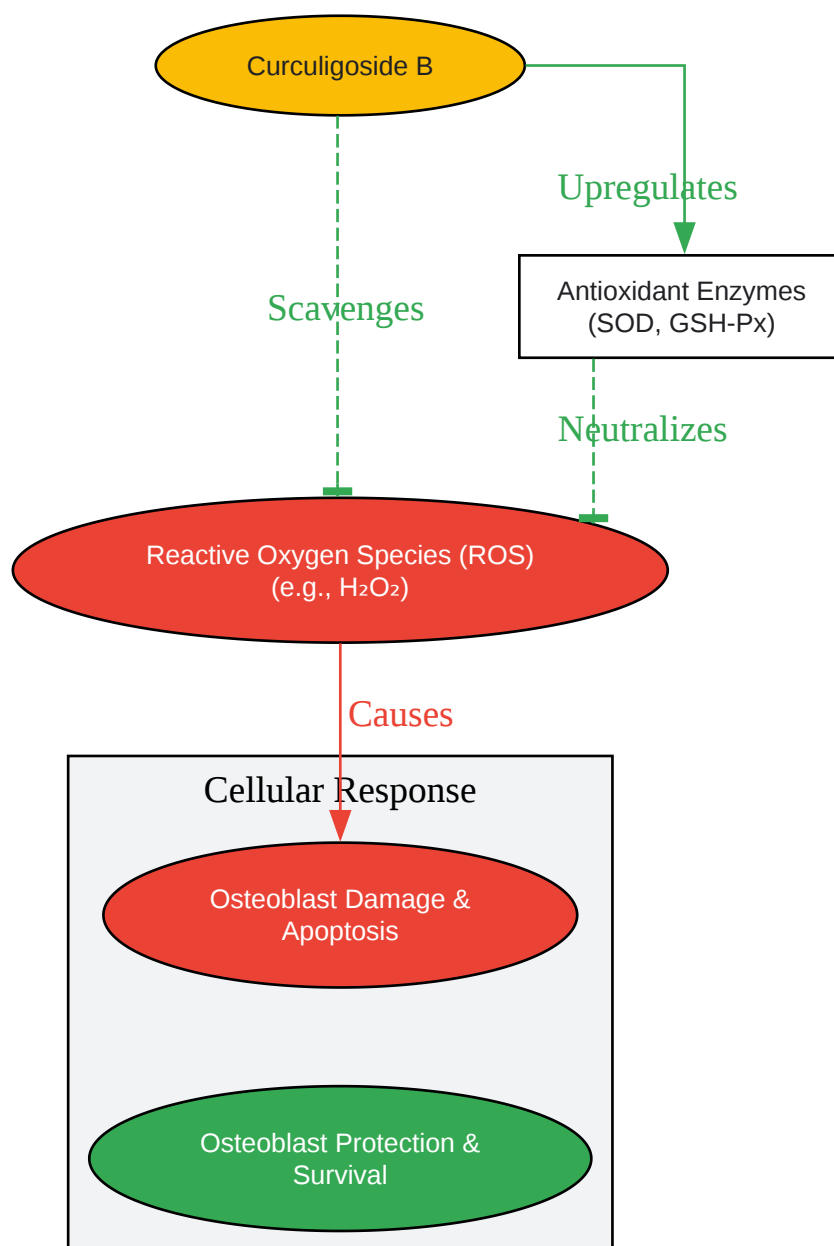 Curculigoside B
Upregulates
Antioxidant Enzymes
(SOD, GSH-Px)
Scavenges
Neutralizes
Reactive Oxygen Species (ROS)
(e.g., H₂O₂)
Causes
Cellular Response
Osteoblast Damage &
Apoptosis
Osteoblast Protection &
Survival